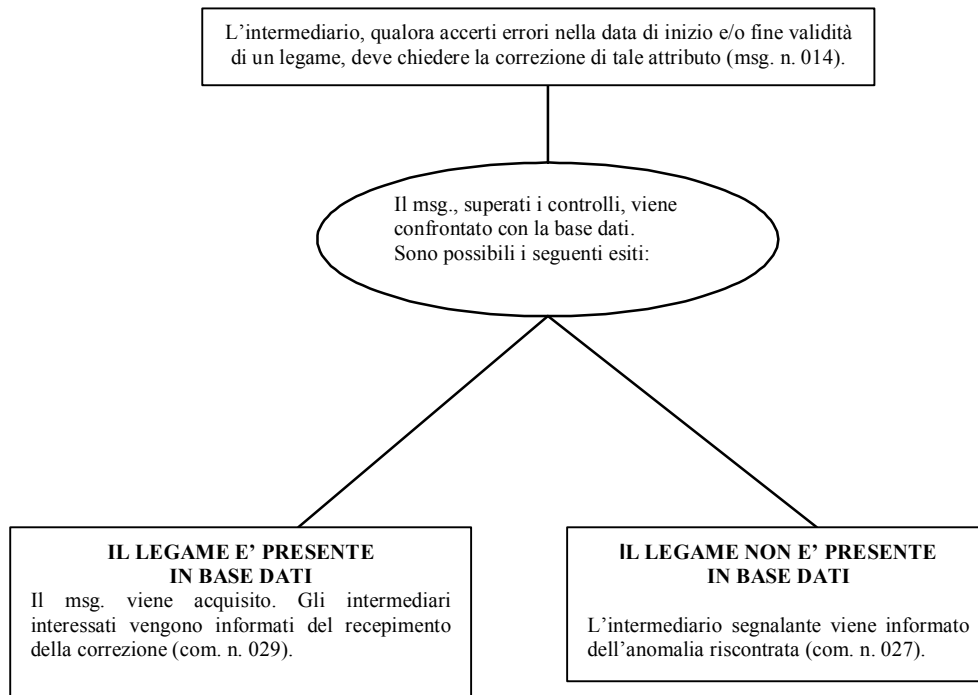 L’intermediario, qualora accerti errori nella data di inizio e/o fine validità
di un legame, deve chiedere la correzione di tale attributo (msg. n. 014).
Il msg., superati i controlli, viene
confrontato con la base dati.
Sono possibili i seguenti esiti:
IL LEGAME E’ PRESENTE
IN BASE DATI
Il msg. viene acquisito. Gli intermediari
interessati vengono informati del recepimento
della correzione (com. n. 029).
IL LEGAME NON E’ PRESENTE
IN BASE DATI
L’intermediario segnalante viene informato
dell’anomalia riscontrata (com. n. 027).